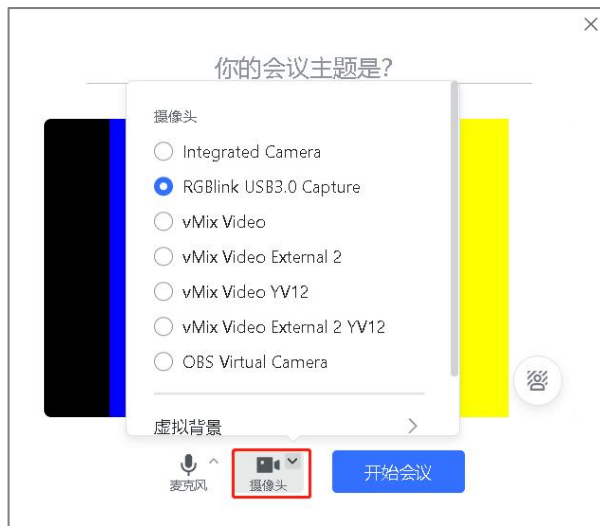 你的会议主题是?
摄像头
Integrated Camera
RGBlink USB3.0 Capture
vMix Video
vMix Video External 2
vMix Video YV12
vMix Video External 2 YV12
OBS Virtual Camera
虚拟背景
麦克风
摄像头
开始会议